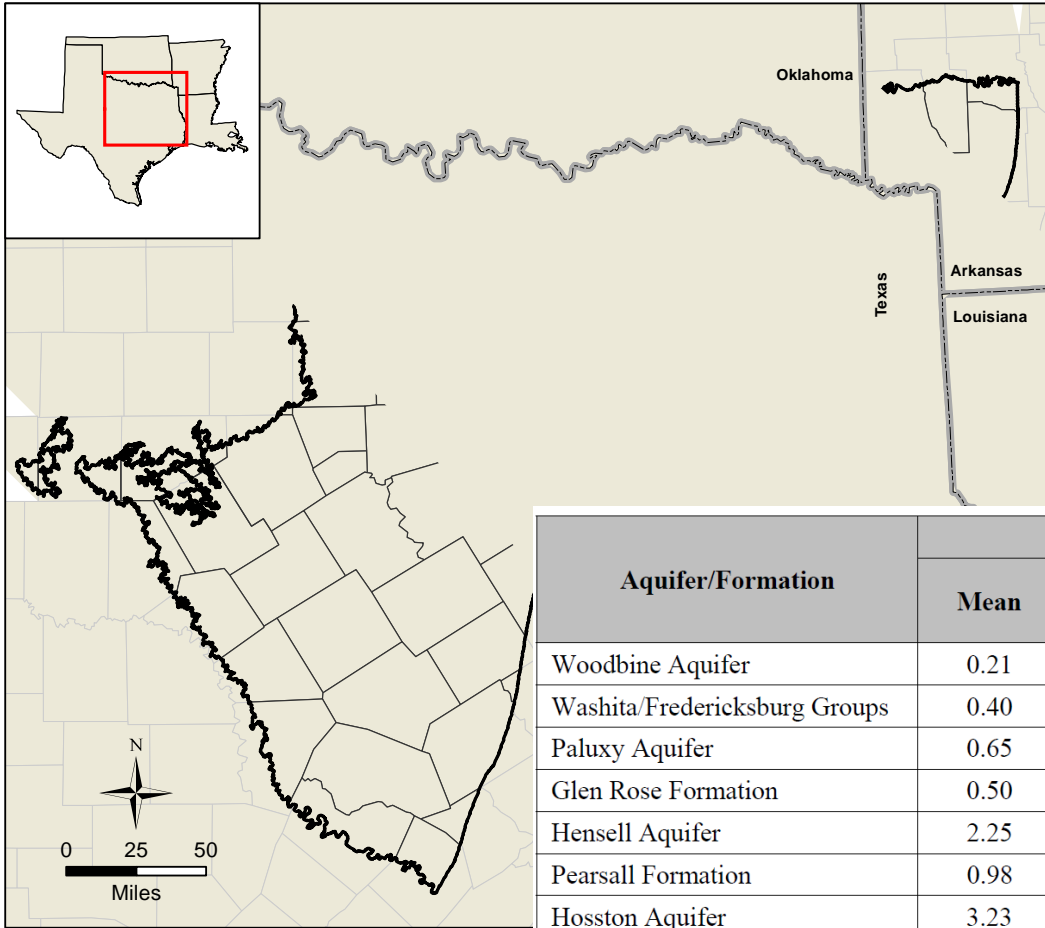 Oklahoma
Texas
Arkansas
Louisiana
N
0 25 50
Miles
Aquifer/Formation Mean
Woodbine Aquifer 0.21
Washita/Fredericksburg Groups 0.40
Paluxy Aquifer 0.65
Glen Rose Formation 0.50
Hensell Aquifer 2.25
Pearsall Formation 0.98
Hosston Aquifer 3.23